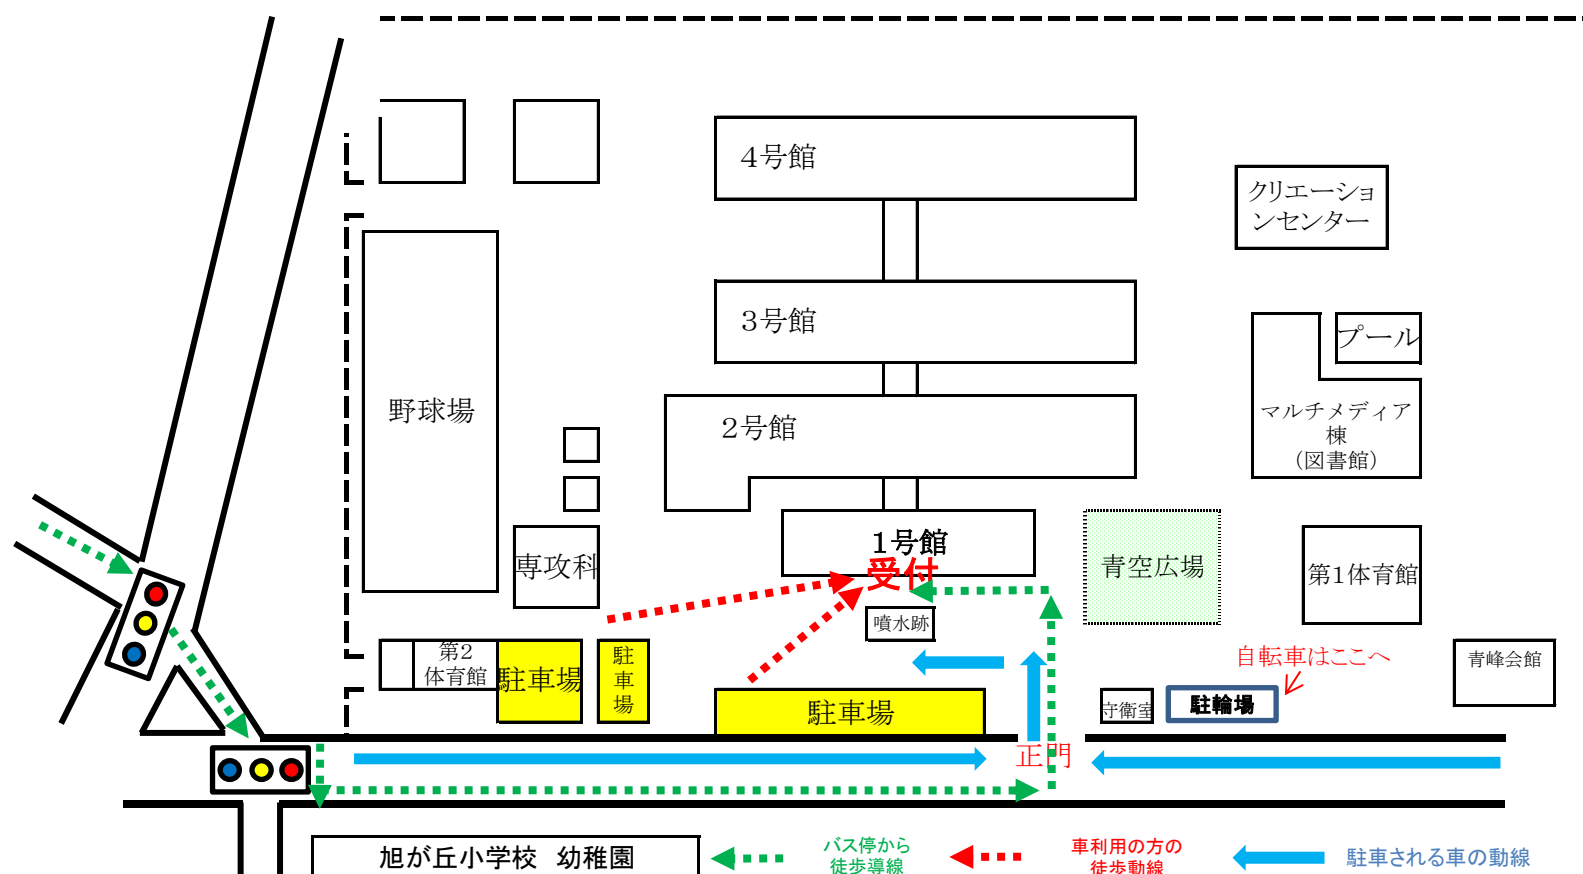 4号館
クリエーショ
ンセンター
3号館
プール
野球場
2号館
マルチメディア
棟
（図書館）
1号館
受付
専攻科
青空広場
第1体育館
噴水跡
第2
体育館
駐車場
駐
車
場
自転車はここへ
青峰会館
駐車場
守衛室
駐輪場
正門
旭が丘小学校 幼稚園
バス停から
徒歩導線
車利用の方の
徒歩動線
駐車される車の動線